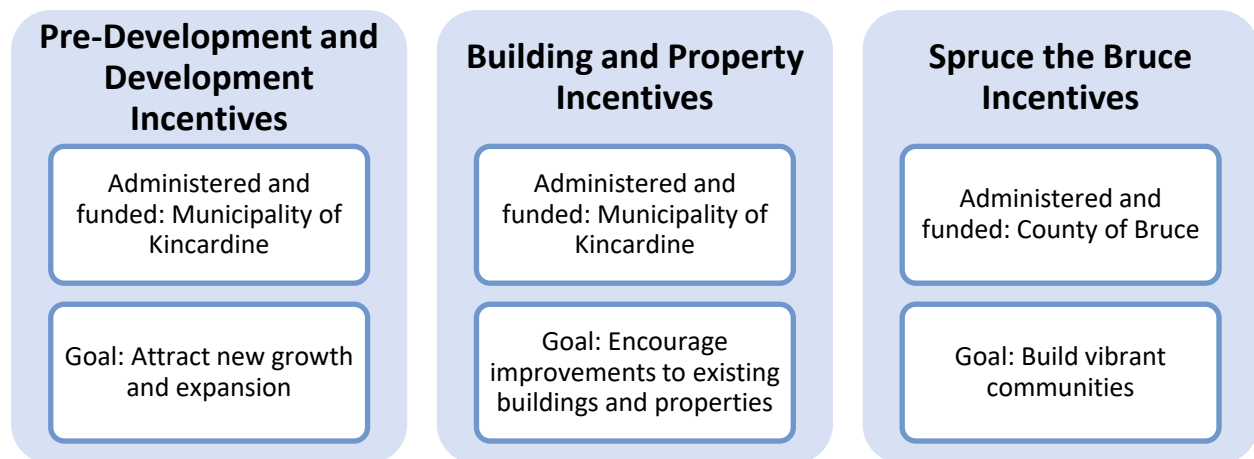 Pre-Development and
Development
Incentives
Administered and
funded: Municipality of
Kincardine
Goal: Attract new growth
and expansion
Building and Property
Incentives
Administered and
funded: Municipality of
Kincardine
Goal: Encourage
improvements to existing
buildings and properties
Spruce the Bruce
Incentives
Administered and
funded: County of Bruce
Goal: Build vibrant
communities